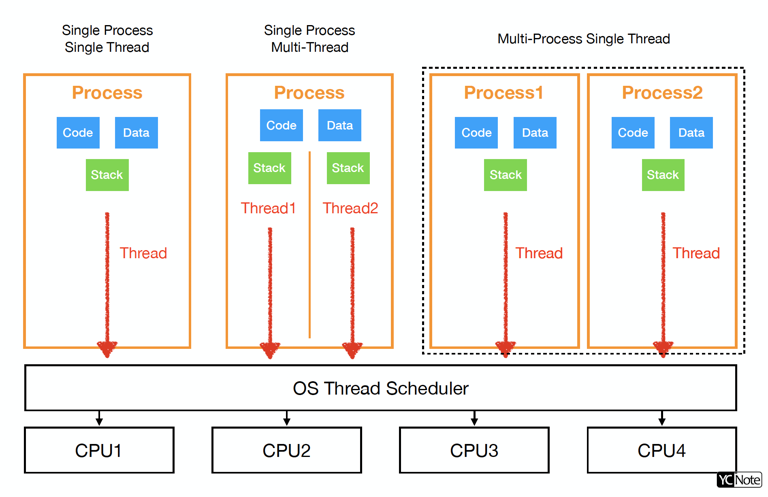 Single Process
Single Thread
Single Process
Multi-Thread
Multi-Process Single Thread
Process
Code
Data
Stack
Thread
Process
Code
Data
Stack
Stack
Thread1
Thread2
Process1
Code
Data
Stack
Thread
Process2
Code
Data
Stack
Thread
OS Thread Scheduler
CPU1
CPU2
CPU3
CPU4
YC Note